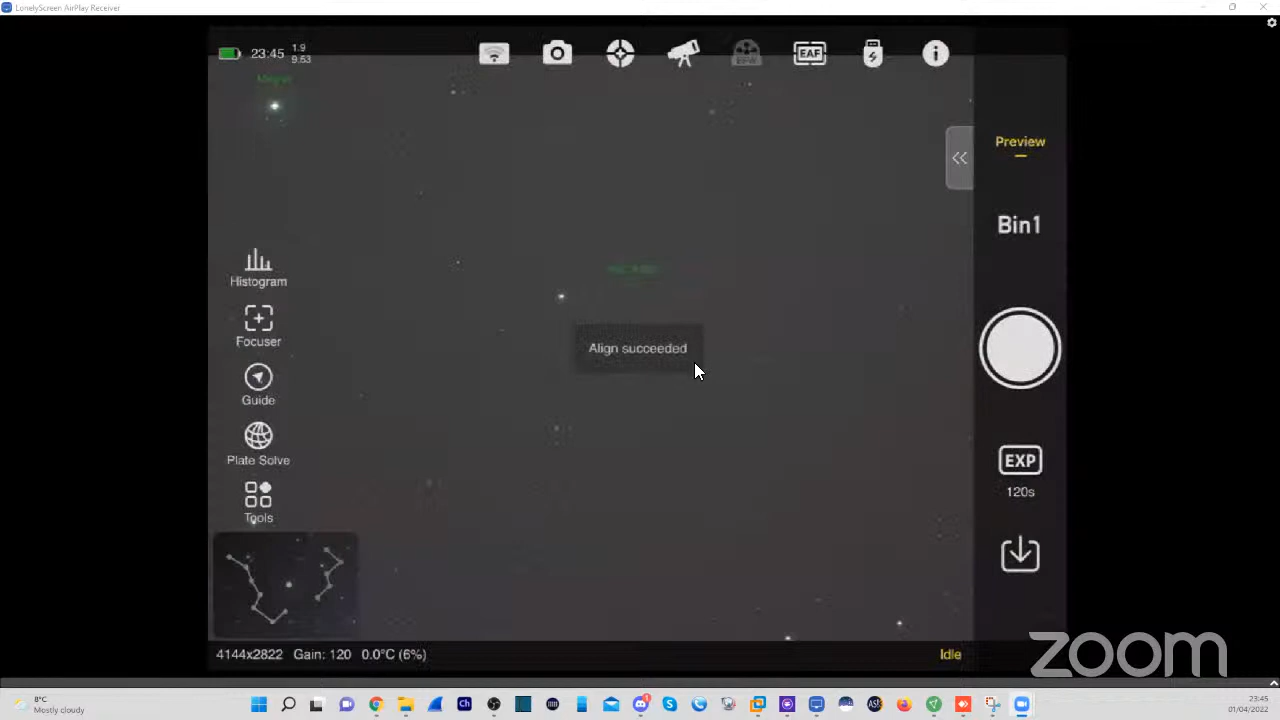 LonelyScreen AirPlay Receiver
23:45
1.9
9.53
EAF
Preview
Bin1
Histogram
Focuser
Align succeeded
Guide
Plate Solve
EXP
120s
Tools
4144x2822 Gain: 120 0.0°C (6%)
Idle
zoom
8°C
Mostly cloudy
23:45
01/04/2022